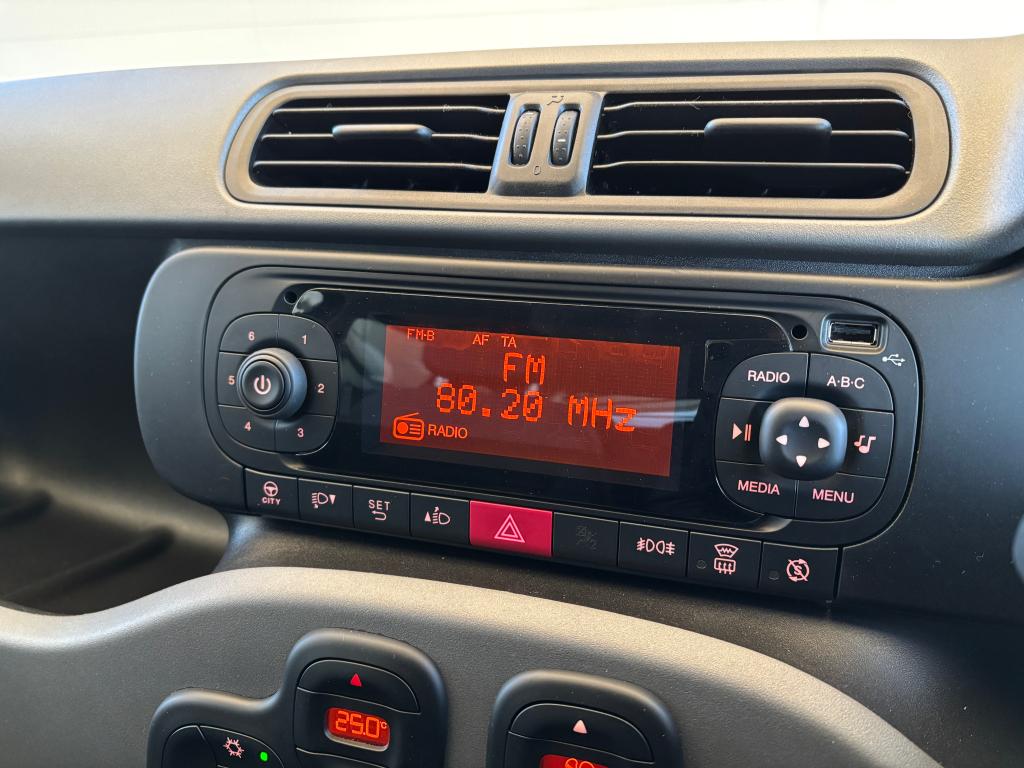 0
FM-B AF TA
FM
80.20 MHz
RADIO
6 1
5 2
4 3
RADIO A·B·C
MEDIA MENU
CITY
SET
25.0°